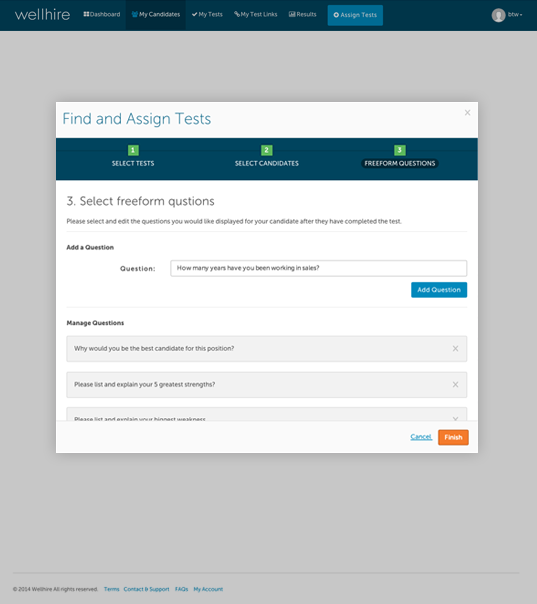 wellhire
Dashboard My Candidates My Tests My Test Links Results Assign Tests btw
Find and Assign Tests X
1 2 3
SELECT TESTS SELECT CANDIDATES FREEFORM QUESTIONS
3. Select freeform qustions
Please select and edit the questions you would like displayed for your candidate after they have completed the test.
Add a Question
Question: How many years have you been working in sales?
Add Question
Manage Questions
Why would you be the best candidate for this position? X
Please list and explain your 5 greatest strengths? X
Please list and explain your biggest weakness X
Cancel Finish
© 2014 Wellhire All rights reserved. Terms Contact & Support FAQs My Account